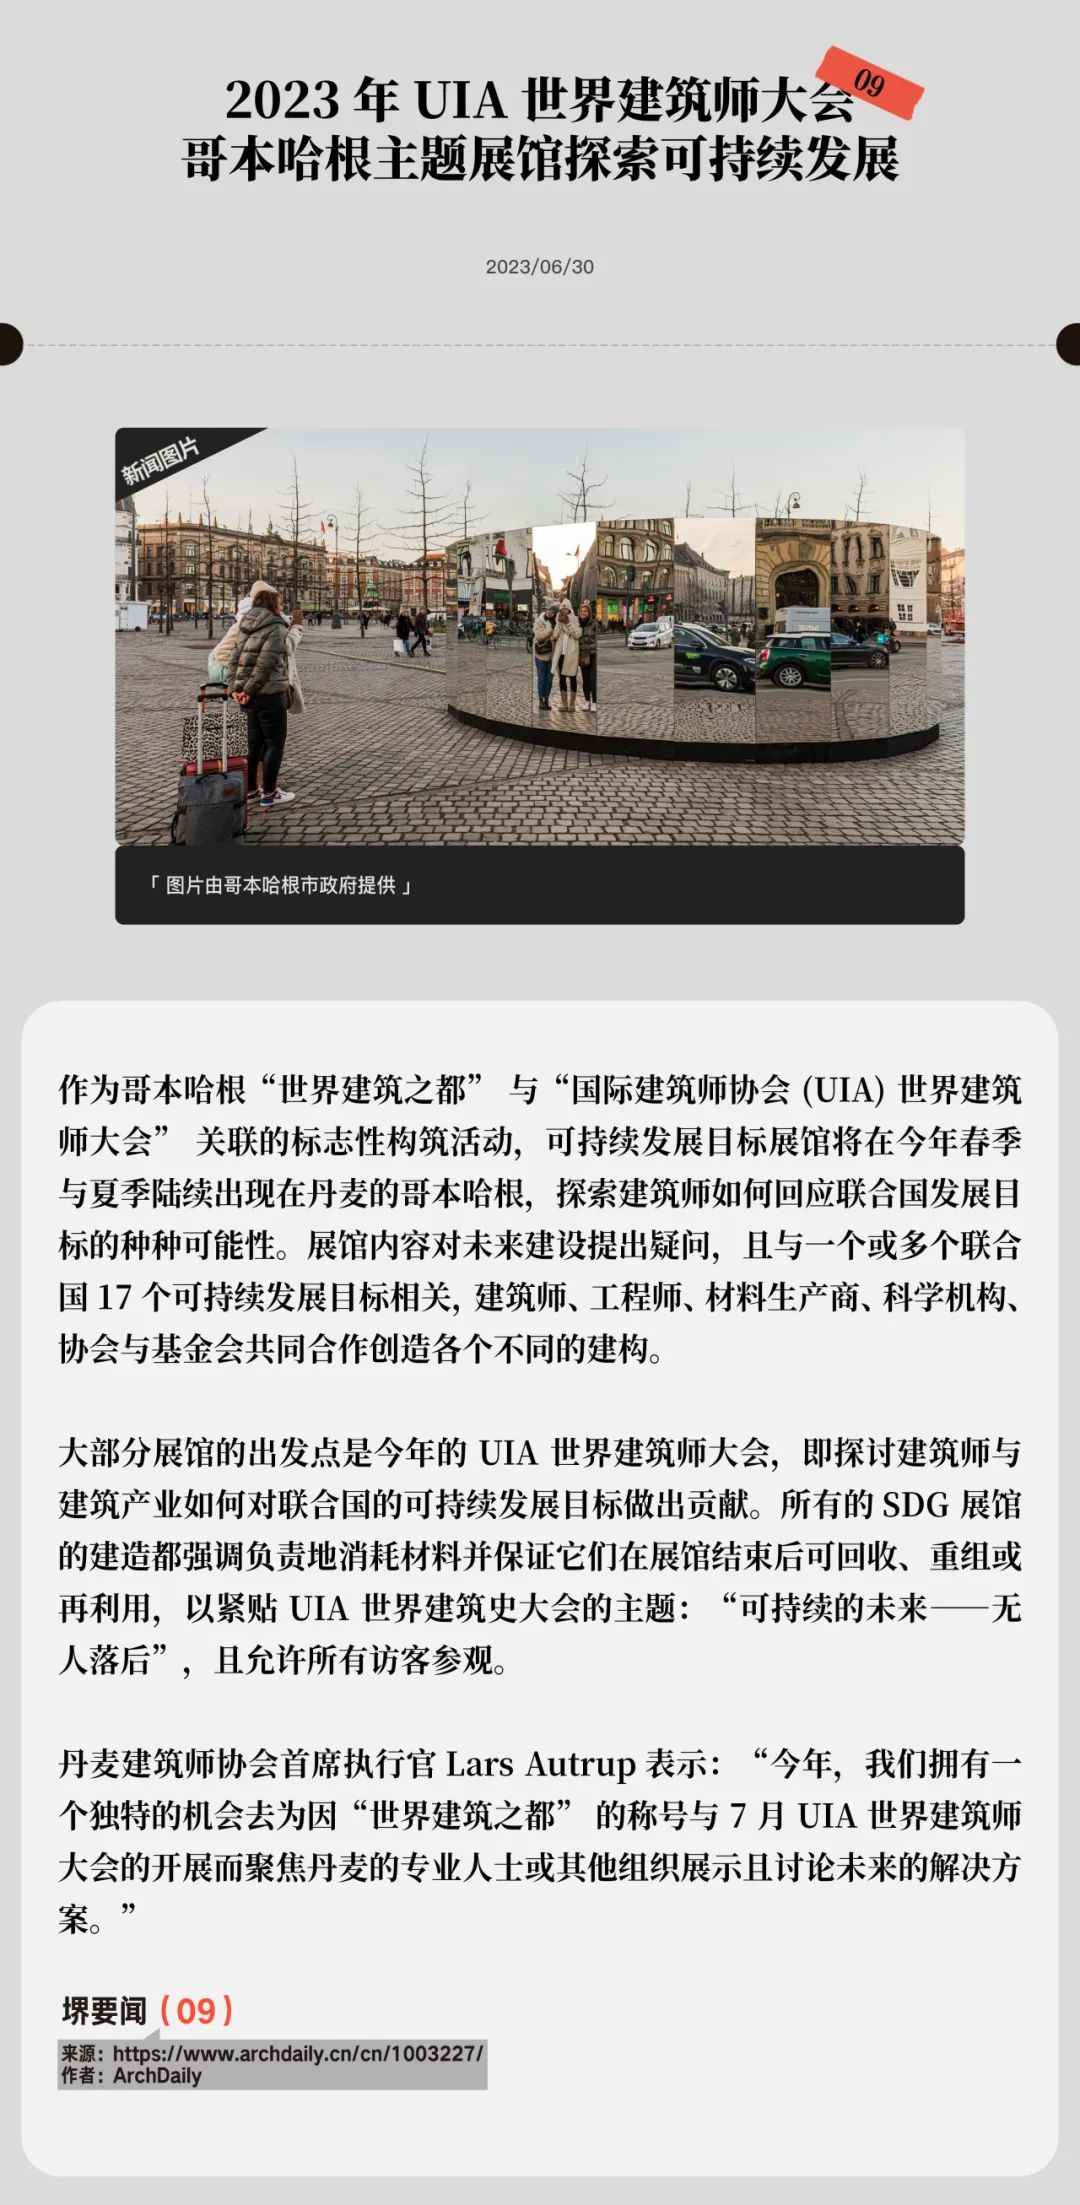 2023 年 UIA 世界建筑师大会
09
哥本哈根主题展馆探索可持续发展
2023/06/30
新闻图片
「 图片由哥本哈根市政府提供 」
作为哥本哈根“世界建筑之都” 与“国际建筑师协会 (UIA) 世界建筑
师大会” 关联的标志性构筑活动，可持续发展目标展馆将在今年春季
与夏季陆续出现在丹麦的哥本哈根，探索建筑师如何回应联合国发展目
标的种种可能性。展馆内容对未来建设提出疑问，且与一个或多个联合
国 17 个可持续发展目标相关, 建筑师、工程师、材料生产商、科学机构、
协会与基金会共同合作创造各个不同的建构。
大部分展馆的出发点是今年的 UIA 世界建筑师大会，即探讨建筑师与
建筑产业如何对联合国的可持续发展目标做出贡献。所有的 SDG 展馆
的建造都强调负责地消耗材料并保证它们在展馆结束后可回收、重组或
再利用，以紧贴 UIA 世界建筑史大会的主题：“可持续的未来——无
人落后”，且允许所有访客参观。
丹麦建筑师协会首席执行官 Lars Autrup 表示：“今年，我们拥有一
个独特的机会去为因“世界建筑之都” 的称号与 7 月 UIA 世界建筑师
大会的开展而聚焦丹麦的专业人士或其他组织展示且讨论未来的解决方
案。”
堺要闻（09）
来源：https://www.archdaily.cn/cn/1003227/
作者：ArchDaily